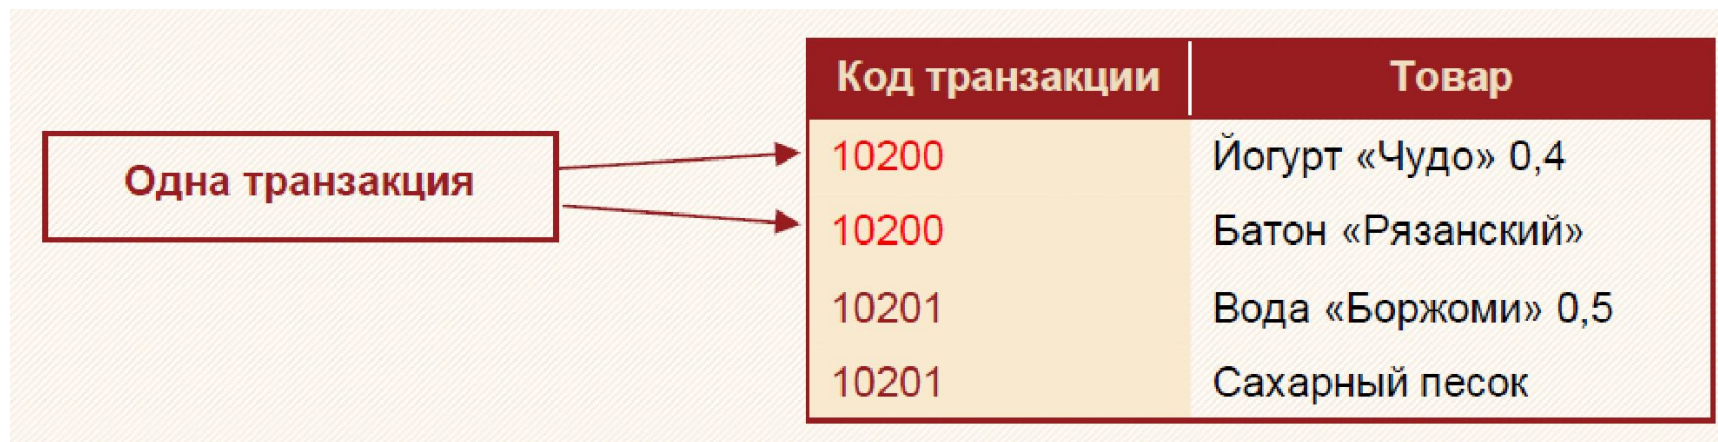 Одна транзакция
Код транзакции Товар
10200 Йогурт «Чудо» 0,4
10200 Батон «Рязанский»
10201 Вода «Боржоми» 0,5
10201 Сахарный песок